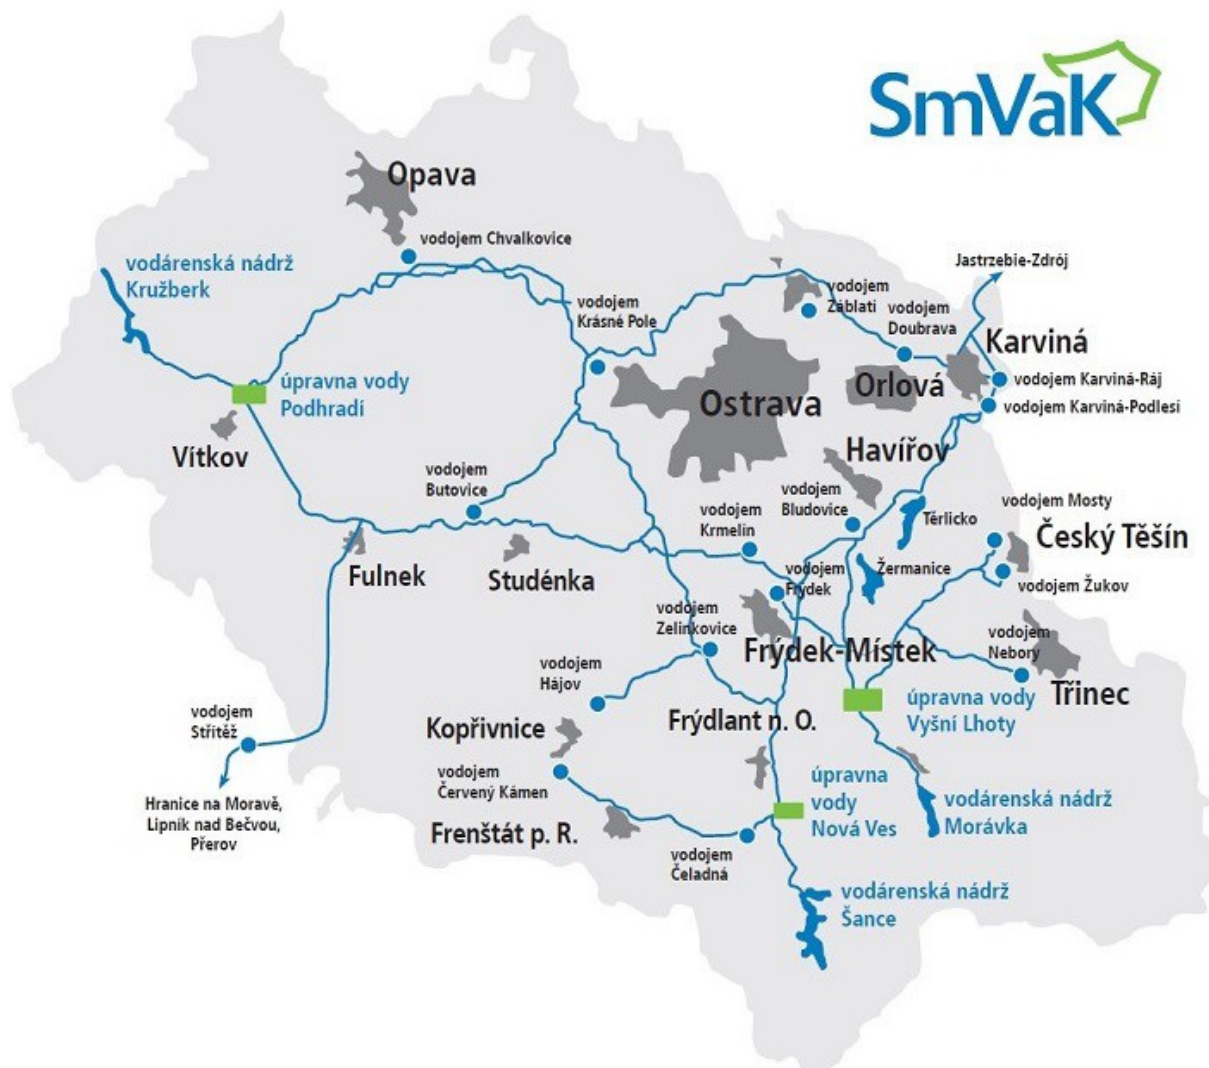 SmVaK
Opava
vodojem Chvalkovice
vodárenská nádrž
Kružberk
Jastrzebie-Zdrój
vodojem
Krásné Pole
vodojem
Záblatí
vodojem
Doubrava
Karviná
úpravna vody
Podhradí
Ostrava
Orlová
vodojem Karviná-Ráj
vodojem Karviná-Podlesí
Vítkov
Havířov
vodojem
Butovice
vodojem
Bludovice
vodojem
Krmelín
vodojem Mosty
Těrlicko
Český Těšín
Fulnek
Studénka
vodojem
Frýdek
Žermanice
vodojem Žukov
vodojem
Zelinkovice
Frýdek-Místek
vodojem
Nebory
vodojem
Hájov
Třinec
vodojem
Střítěž
Kopřivnice
Frýdlant n. O.
úpravna vody
Vyšní Lhoty
vodojem
Červený Kámen
úpravna
vody
Nová Ves
vodárenská nádrž
Morávka
Hranice na Moravě,
Lipník nad Bečvou,
Přerov
Frenštát p. R.
vodojem
Čeladná
vodárenská nádrž
Šance